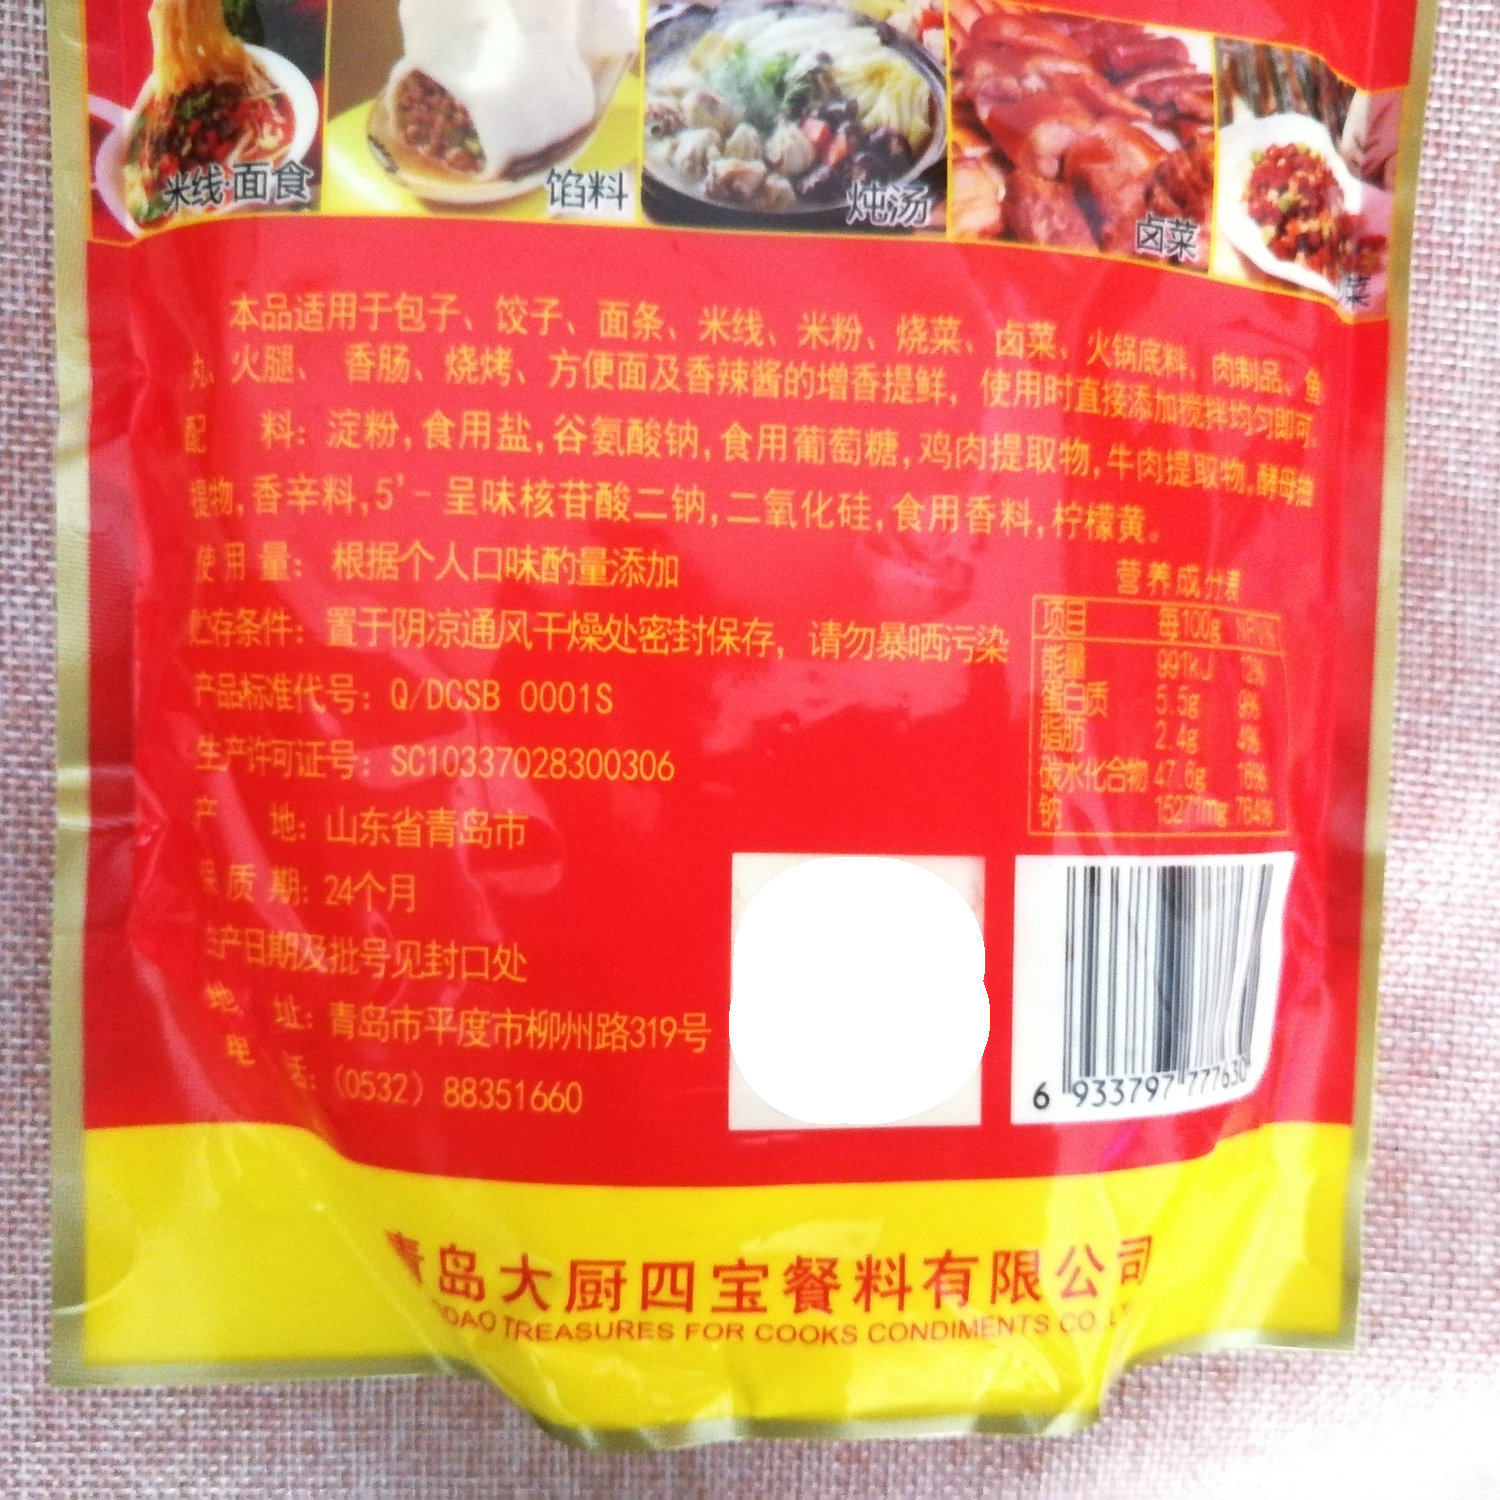 米线·面食
馅料
炖汤
卤菜
菜
本品适用于包子、饺子、面条、米线、米粉、烧菜、卤菜、火锅底料、肉制品、鱼
丸、火腿、香肠、烧烤、方便面及香辣酱的增香提鲜，使用时直接添加搅拌均匀即可。
配 料：淀粉,食用盐,谷氨酸钠,食用葡萄糖,鸡肉提取物,牛肉提取物,酵母抽
提物,香辛料,5'-呈味核苷酸二钠,二氧化硅,食用香料,柠檬黄。
使 用 量：根据个人口味酌量添加
贮存条件：置于阴凉通风干燥处密封保存，请勿暴晒污染
产品标准代号：Q/DCSB 0001S
生产许可证号：SC10337028300306
产 地：山东省青岛市
保 质 期：24个月
生产日期及批号见封口处
地 址：青岛市平度市柳州路319号
电 话：（0532）88351660
营养成分表
项目 每100g NRV%
能量 991kJ 12%
蛋白质 5.5g 9%
脂肪 2.4g 4%
碳水化合物 47.6g 16%
钠 15271mg 764%
6 933797 777630
青岛大厨四宝餐料有限公司
DAO TREASURES FOR COOKS CONDIMENTS CO. LT